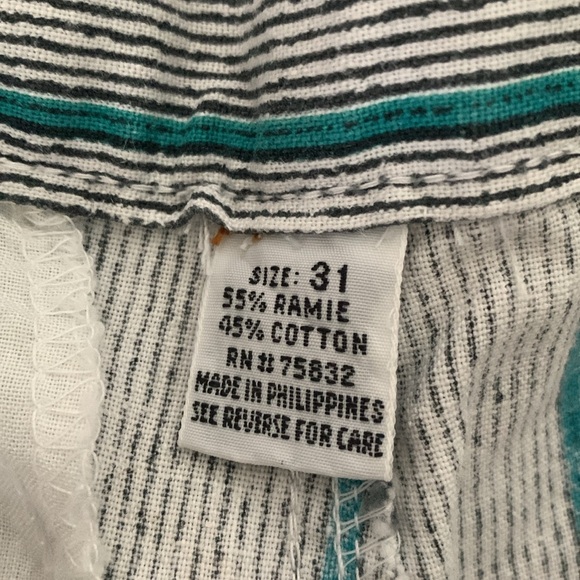 SIZE: 31
55% RAMIE
45% COTTON
RN# 75832
MADE IN PHILIPPINES
SEE REVERSE FOR CARE